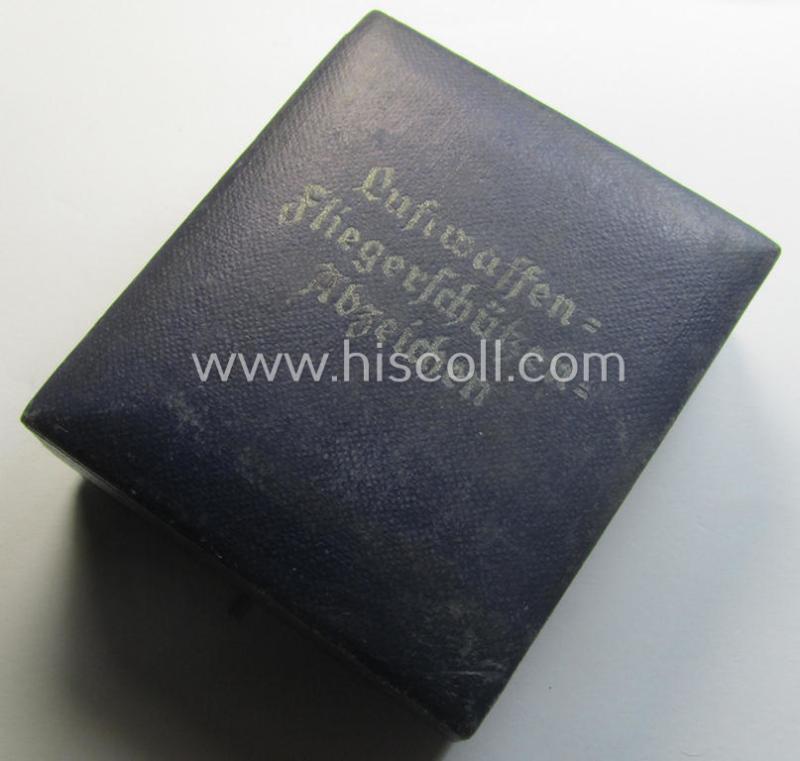 Luftwaffen=
Fliegerschützen=
Abzeichen
www.hiscoll.com